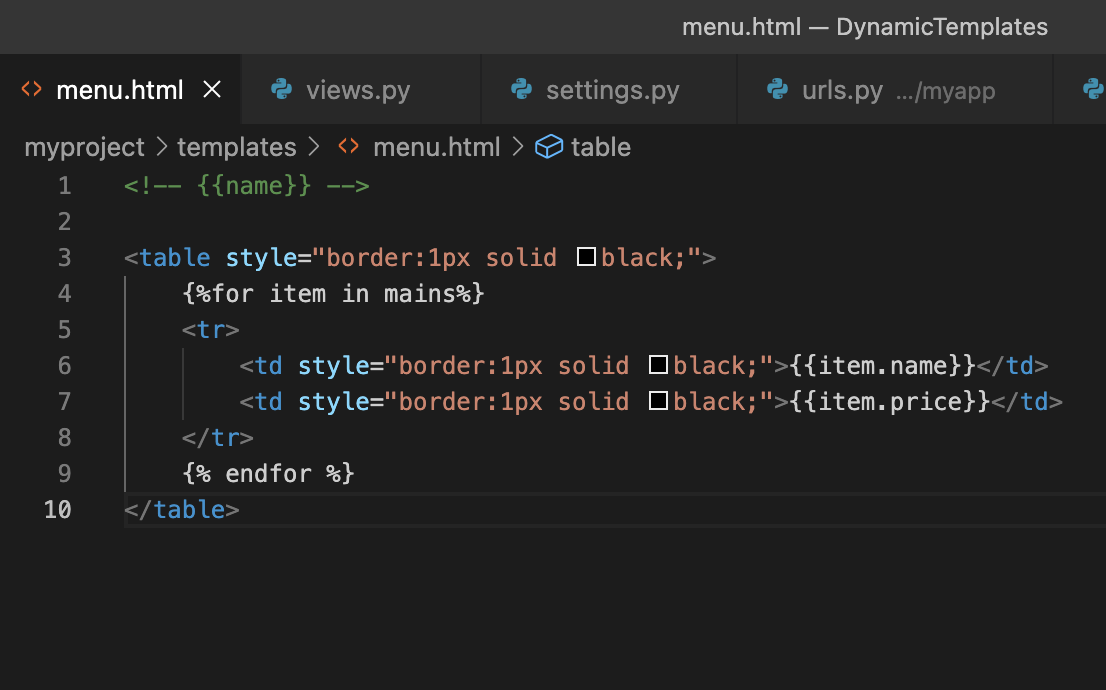 menu.html — DynamicTemplates
menu.html views.py settings.py urls.py .../myapp
myproject > templates > menu.html > table
1 <!-- {{name}} -->
2
3 <table style="border:1px solid black;">
4 {%for item in mains%}
5 <tr>
6 <td style="border:1px solid black;">{{item.name}}</td>
7 <td style="border:1px solid black;">{{item.price}}</td>
8 </tr>
9 {% endfor %}
10 </table>